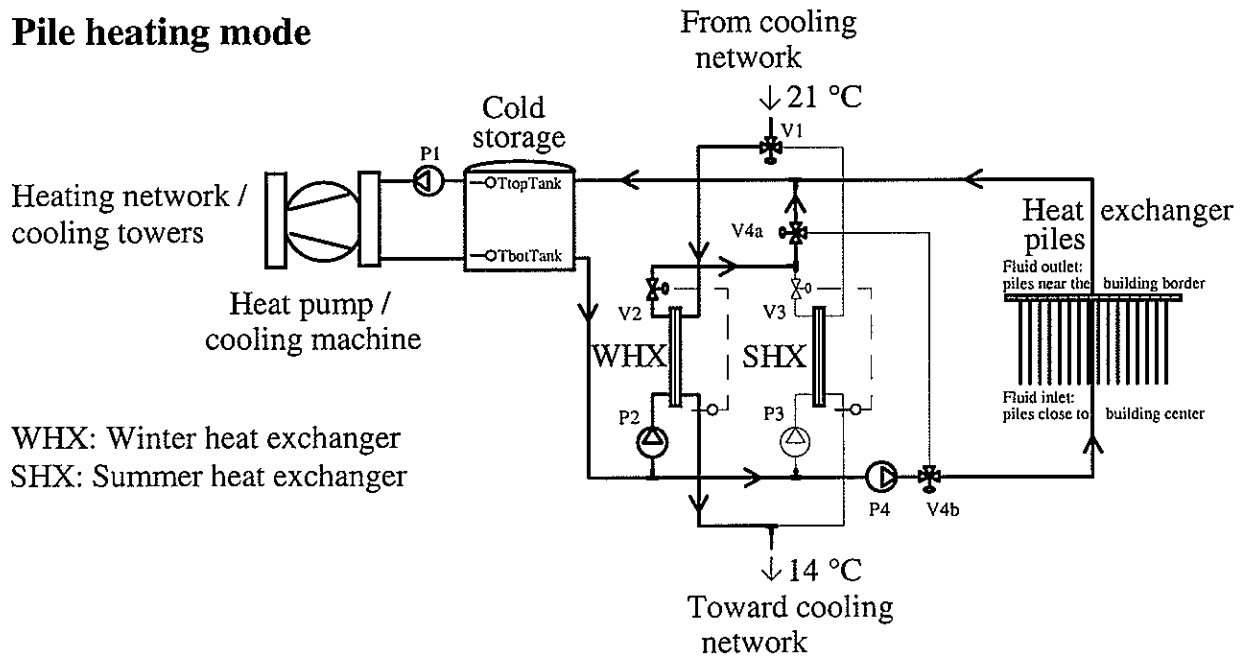 Pile heating mode
From cooling
network
21 °C
V1
Cold
storage
P1
TtopTank
TbotTank
Heating network /
cooling towers
Heat pump /
cooling machine
V4a
Heat exchanger
piles
Fluid outlet:
piles near the building border
V2
V3
WHX
SHX
Fluid inlet:
piles close to building center
P2
P3
WHX: Winter heat exchanger
SHX: Summer heat exchanger
P4
V4b
14 °C
Toward cooling
network